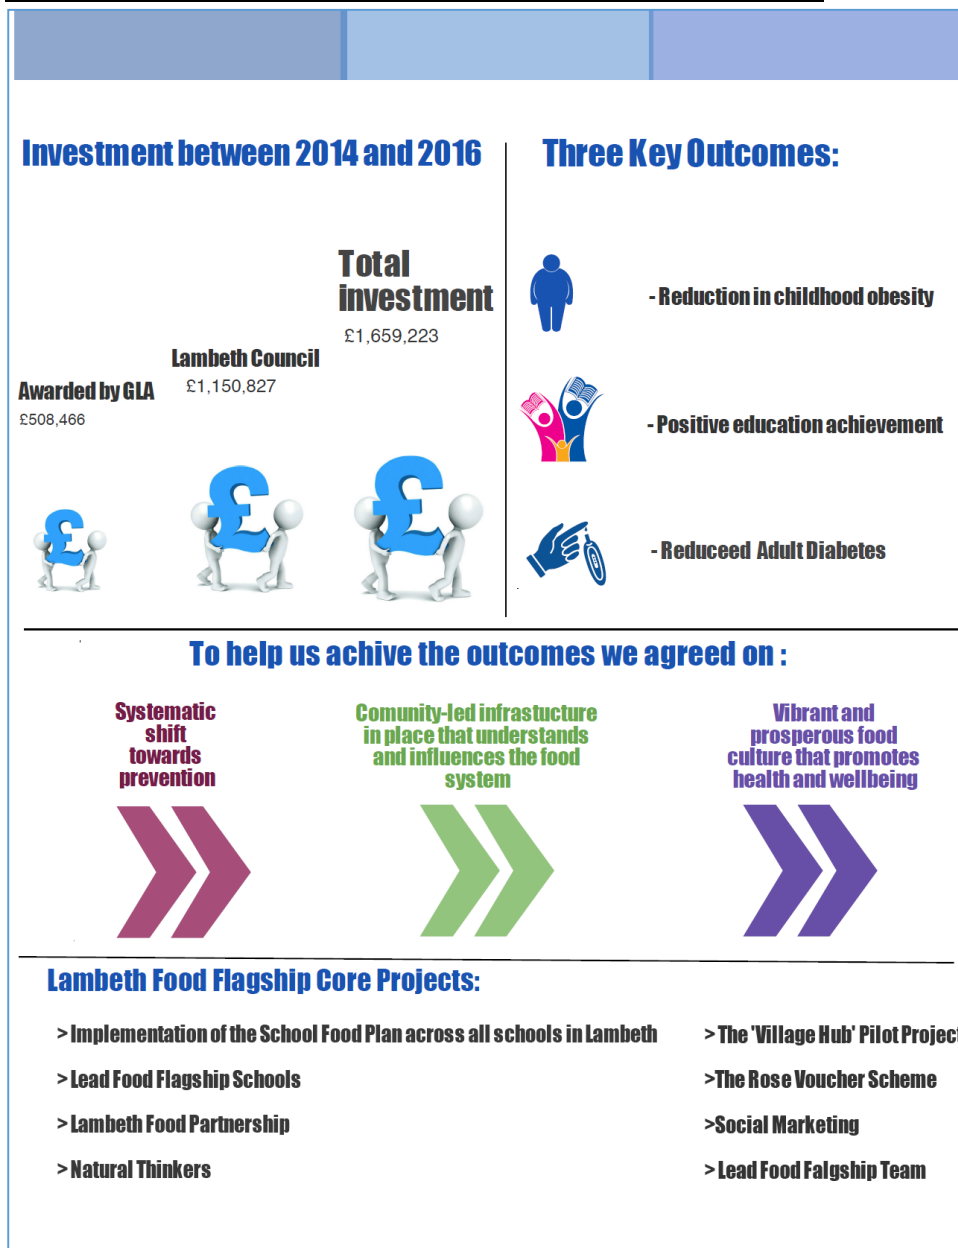 Investment between 2014 and 2016
Total
investment
£1,659,223
Lambeth Council
£1,150,827
Awarded by GLA
£508,466
Three Key Outcomes:
- Reduction in childhood obesity
- Positive education achievement
- Reduceed Adult Diabetes
To help us achive the outcomes we agreed on :
Systematic
shift
towards
prevention
Comunity-led infrastucture
in place that understands
and influences the food
system
Vibrant and
prosperous food
culture that promotes
health and wellbeing
Lambeth Food Flagship Core Projects:
> Implementation of the School Food Plan across all schools in Lambeth
> Lead Food Flagship Schools
> Lambeth Food Partnership
> Natural Thinkers
> The 'Village Hub' Pilot Project
>The Rose Voucher Scheme
>Social Marketing
> Lead Food Falgship Team